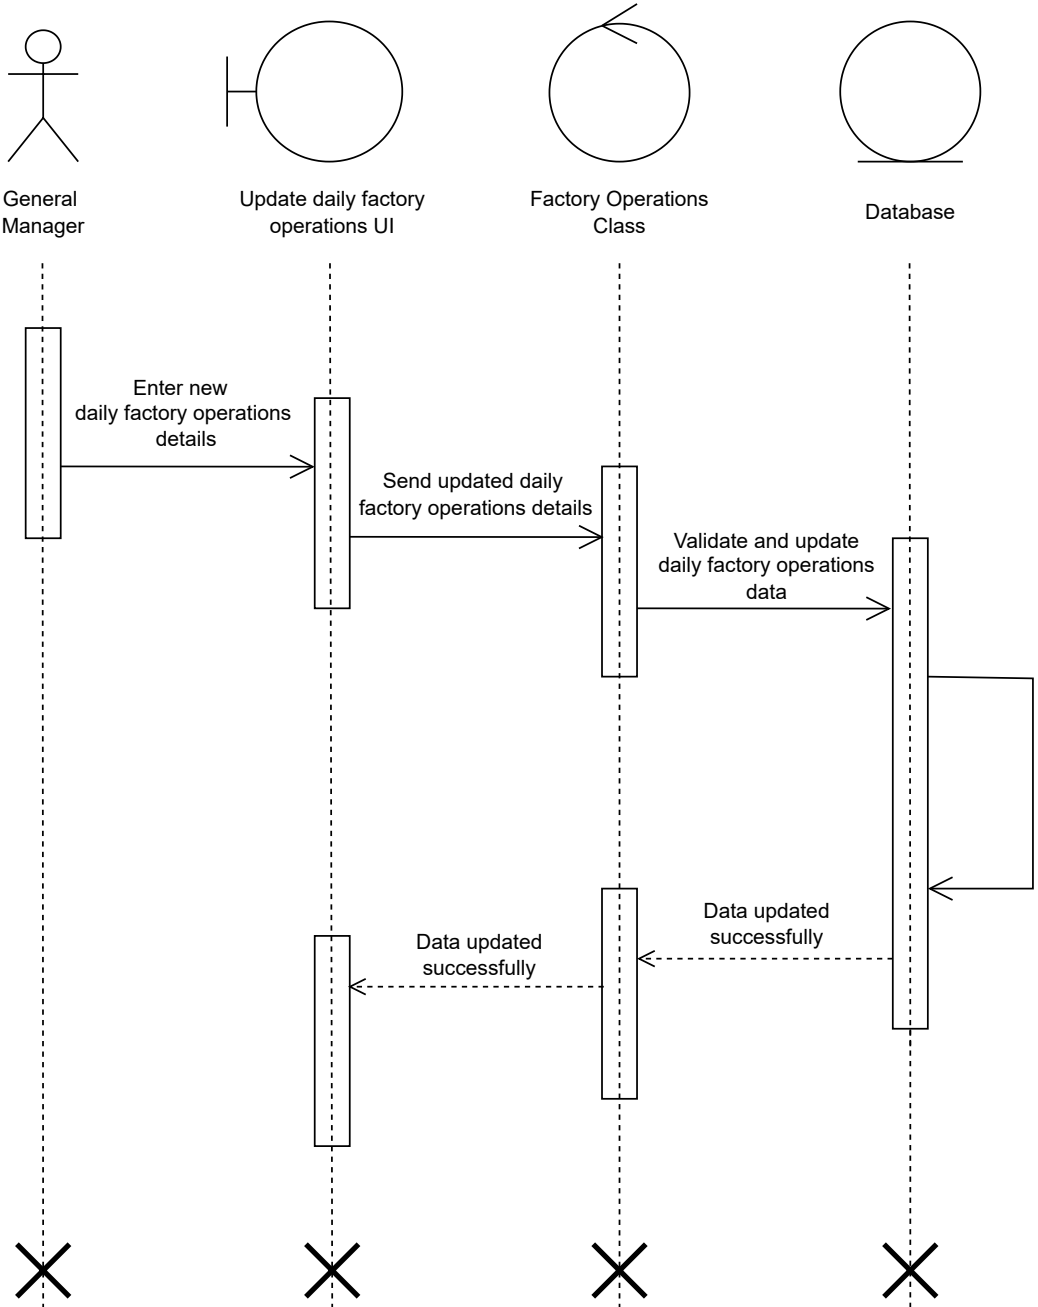 General
Manager
Update daily factory
operations UI
Factory Operations
Class
Database
Enter new
daily factory operations
details
Send updated daily
factory operations details
Validate and update
daily factory operations
data
Data updated
successfully
Data updated
successfully